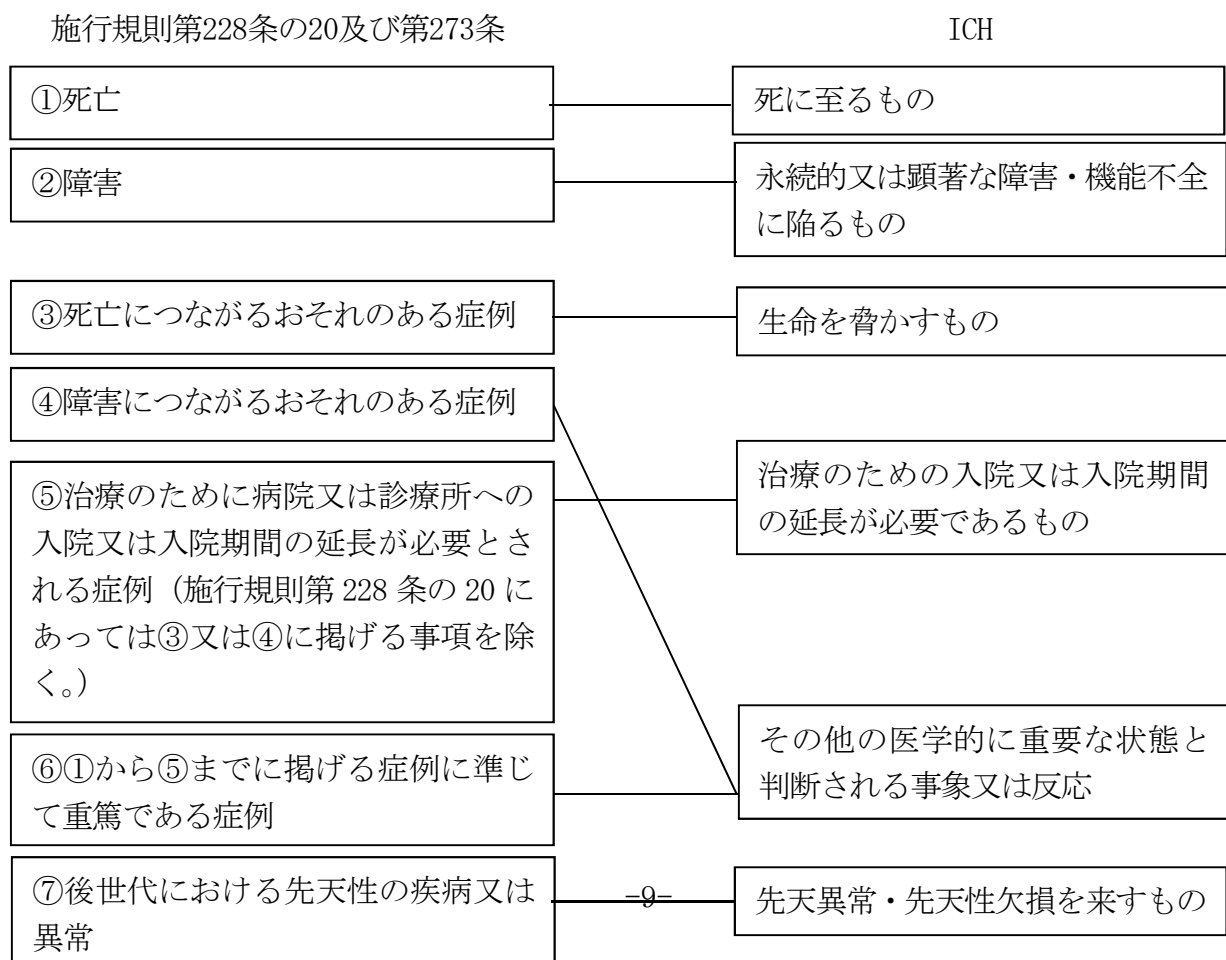 施行規則第228条の20及び第273条
ICH
①死亡
死に至るもの
②障害
永続的又は顕著な障害・機能不全
に陥るもの
③死亡につながるおそれのある症例
生命を脅かすもの
④障害につながるおそれのある症例
⑤治療のために病院又は診療所への
入院又は入院期間の延長が必要とさ
れる症例（施行規則第 228 条の 20 に
あっては③又は④に掲げる事項を除
く。）
治療のための入院又は入院期間
の延長が必要であるもの
⑥①から⑤までに掲げる症例に準じ
て重篤である症例
その他の医学的に重要な状態と
判断される事象又は反応
⑦後世代における先天性の疾病又は
異常
-9-
先天異常・先天性欠損を来すもの